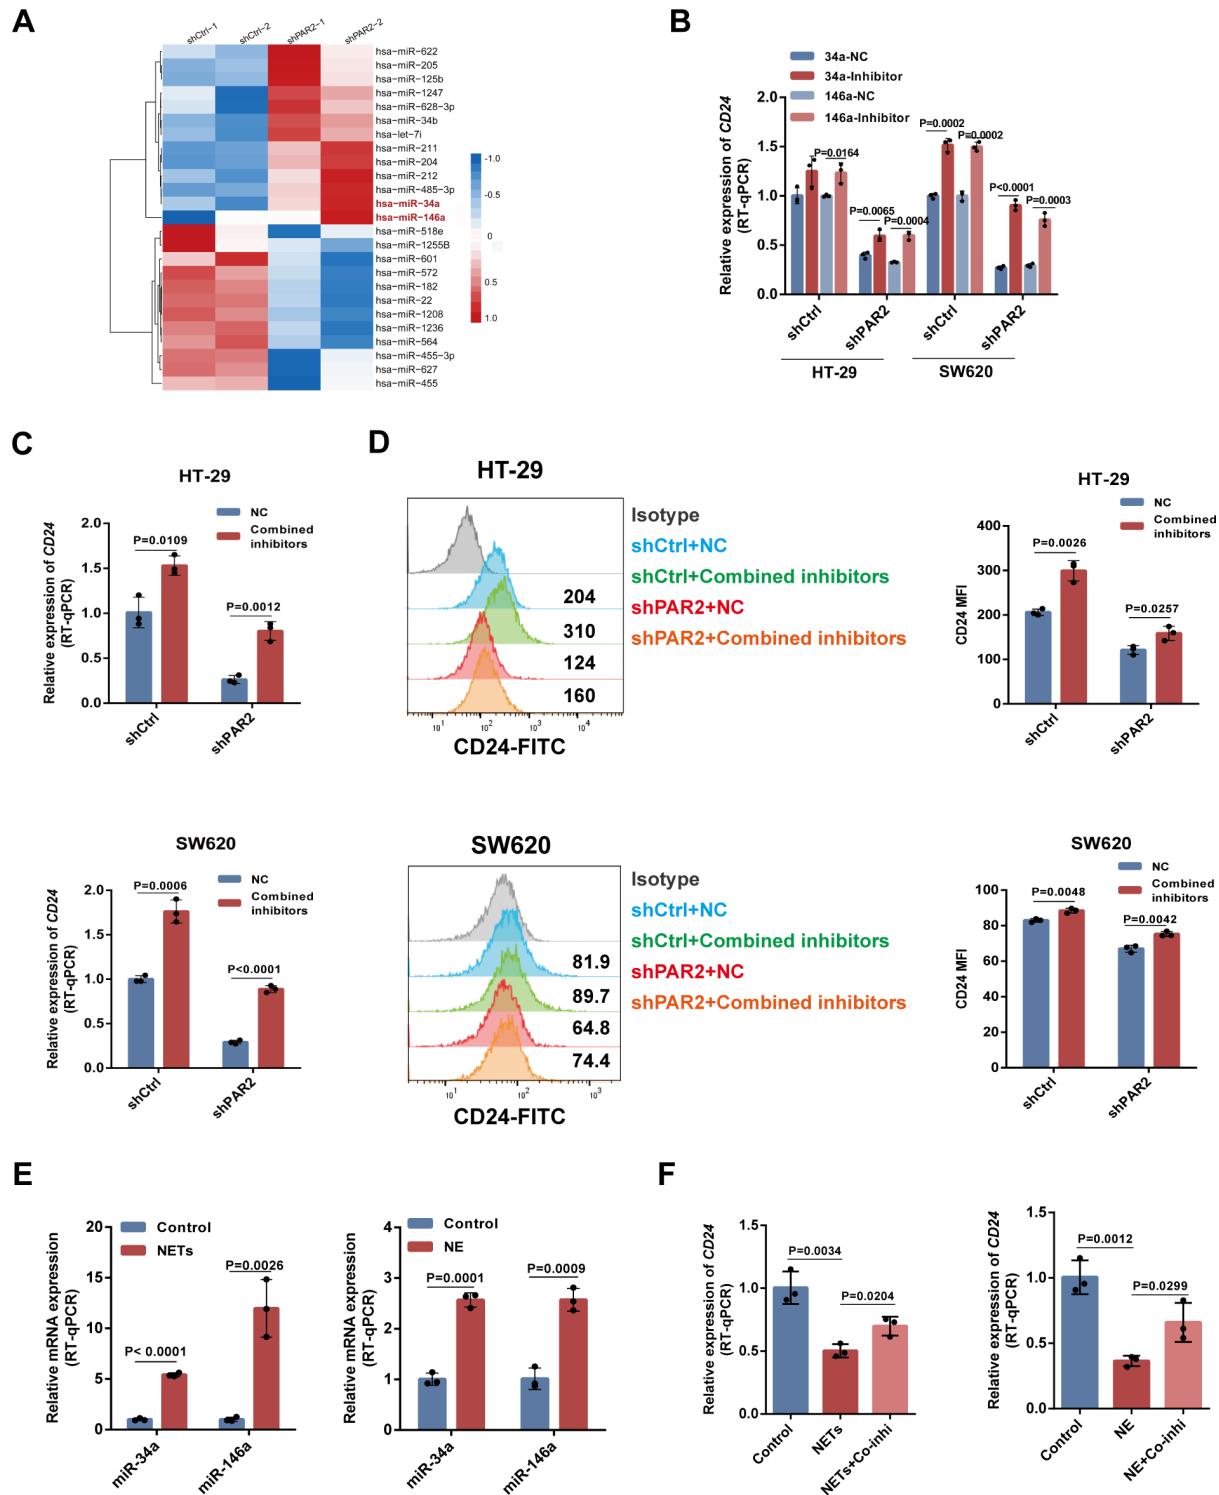 A
shCtrl-1
shCtrl-2
shPAR2-1
shPAR2-2
hsa-miR-622
hsa-miR-205
hsa-miR-125b
hsa-miR-1247
hsa-miR-628-3p
hsa-miR-34b
hsa-let-7i
hsa-miR-211
hsa-miR-204
hsa-miR-212
hsa-miR-485-3p
hsa-miR-34a
hsa-miR-146a
hsa-miR-518e
hsa-miR-1255B
hsa-miR-601
hsa-miR-572
hsa-miR-182
hsa-miR-22
hsa-miR-1208
hsa-miR-1236
hsa-miR-564
hsa-miR-455-3p
hsa-miR-627
hsa-miR-455
-1.0
-0.5
0
0.5
1.0
B
34a-NC
34a-Inhibitor
146a-NC
146a-Inhibitor
Relative expression of CD24
(RT-qPCR)
2.0
1.5
1.0
0.5
0.0
P=0.0164
P=0.0065
P=0.0004
P=0.0002
P=0.0002
P<0.0001
P=0.0003
shCtrl
shPAR2
shCtrl
shPAR2
HT-29
SW620
C
HT-29
NC
Combined
inhibitors
Relative expression of CD24
(RT-qPCR)
2.0
1.5
1.0
0.5
0.0
P=0.0109
P=0.0012
shCtrl
shPAR2
SW620
NC
Combined
inhibitors
Relative expression of CD24
(RT-qPCR)
2.0
1.5
1.0
0.5
0.0
P=0.0006
P<0.0001
shCtrl
shPAR2
D
HT-29
Isotype
shCtrl+NC
shCtrl+Combined inhibitors
shPAR2+NC
shPAR2+Combined inhibitors
204
310
124
160
10¹
10²
10³
10⁴
CD24-FITC
HT-29
NC
Combined
inhibitors
CD24 MFI
400
300
200
100
0
P=0.0026
P=0.0257
shCtrl
shPAR2
SW620
Isotype
shCtrl+NC
shCtrl+Combined inhibitors
shPAR2+NC
shPAR2+Combined inhibitors
81.9
89.7
64.8
74.4
10¹
10²
10³
CD24-FITC
SW620
NC
Combined
inhibitors
CD24 MFI
100
80
60
40
20
0
P=0.0048
P=0.0042
shCtrl
shPAR2
E
Control
NETs
Relative mRNA expression
(RT-qPCR)
20
15
10
5
0
P< 0.0001
P=0.0026
miR-34a
miR-146a
Control
NE
Relative mRNA expression
(RT-qPCR)
4
3
2
1
0
P=0.0001
P=0.0009
miR-34a
miR-146a
F
Relative expression of CD24
(RT-qPCR)
1.5
1.0
0.5
0.0
P=0.0034
P=0.0204
Control
NETs
NETs+Co-inhi
Relative expression of CD24
(RT-qPCR)
1.5
1.0
0.5
0.0
P=0.0012
P=0.0299
Control
NE
NE+Co-inhi